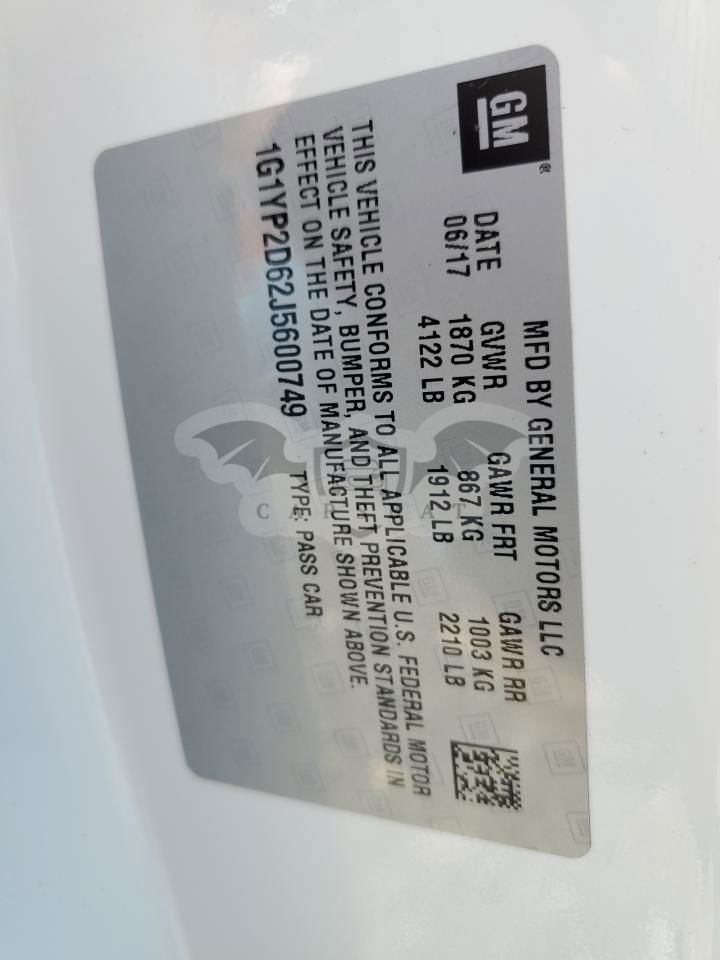 GM®
MFD BY GENERAL MOTORS LLC
DATE GVWR GAWR FRT GAWR RR
06/17 1870 KG 867 KG 1003 KG
4122 LB 1912 LB 2210 LB
THIS VEHICLE CONFORMS TO ALL APPLICABLE U.S. FEDERAL MOTOR
VEHICLE SAFETY, BUMPER, AND THEFT PREVENTION STANDARDS IN
EFFECT ON THE DATE OF MANUFACTURE SHOWN ABOVE.
1G1YP2D62J5600749 TYPE: PASS CAR